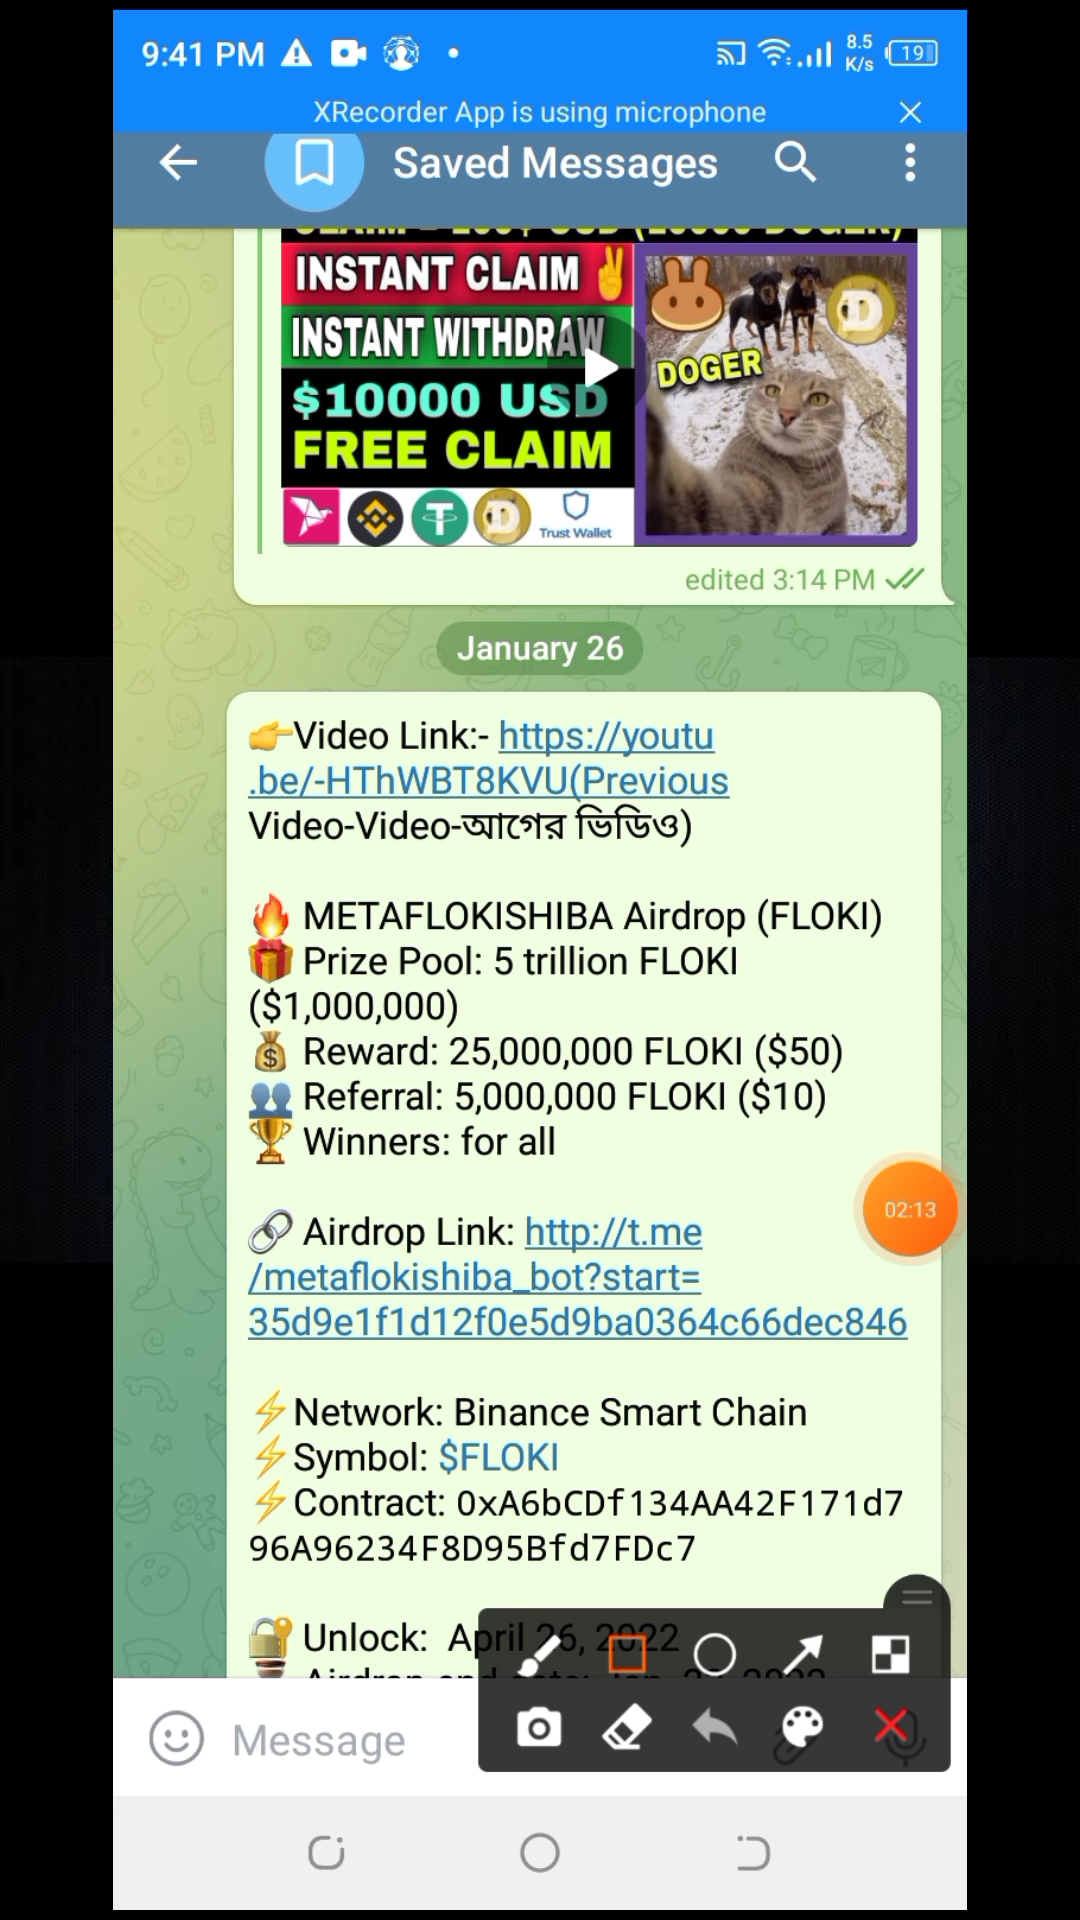 9:41 PM
8.5
K/s
19
XRecorder App is using microphone
Saved Messages
INSTANT CLAIM
INSTANT WITHDRAW
$10000 USD
FREE CLAIM
DOGER
Trust Wallet
edited 3:14 PM
January 26
👉Video Link:- https://youtu
.be/-HThWBT8KVU(Previous
Video-Video-আগের ভিডিও)
🔥 METAFLOKISHIBA Airdrop (FLOKI)
🎁 Prize Pool: 5 trillion FLOKI
($1,000,000)
💰 Reward: 25,000,000 FLOKI ($50)
👥 Referral: 5,000,000 FLOKI ($10)
🏆 Winners: for all
🔗 Airdrop Link: http://t.me
/metaflokishiba_bot?start=
35d9e1f1d12f0e5d9ba0364c66dec846
02:13
⚡Network: Binance Smart Chain
⚡Symbol: $FLOKI
⚡Contract: 0xA6bCDf134AA42F171d7
96A96234F8D95Bfd7FDc7
🔐 Unlock: April 26, 2022
Message